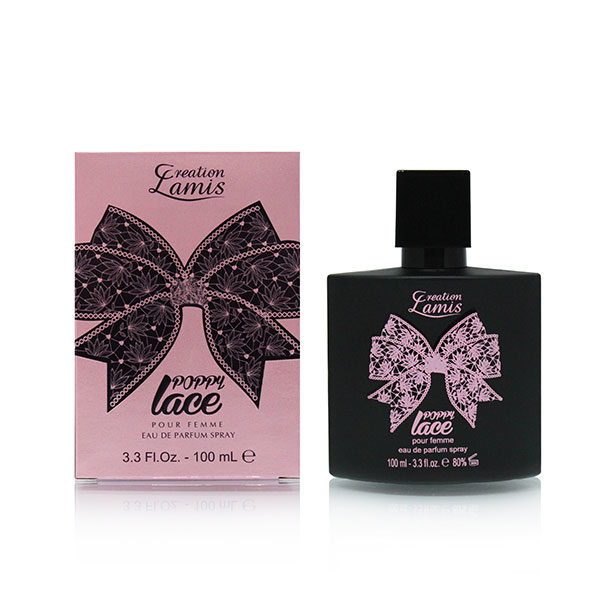 Creation
Lamis
POPPY
lace
POUR FEMME
EAU DE PARFUM SPRAY
3.3 Fl.Oz. - 100 mL ℮
Creation
Lamis
POPPY
lace
pour femme
eau de parfum spray
100 ml - 3.3 fl.oz. ℮ 80%